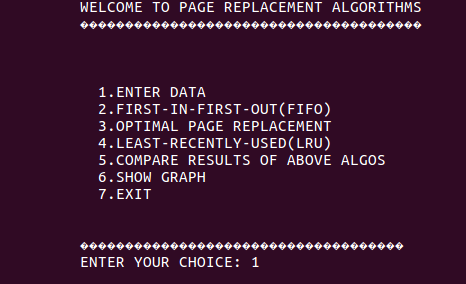 WELCOME TO PAGE REPLACEMENT ALGORITHMS
��������������������������������������
1.ENTER DATA
2.FIRST-IN-FIRST-OUT(FIFO)
3.OPTIMAL PAGE REPLACEMENT
4.LEAST-RECENTLY-USED(LRU)
5.COMPARE RESULTS OF ABOVE ALGOS
6.SHOW GRAPH
7.EXIT
������������������������������������
ENTER YOUR CHOICE: 1